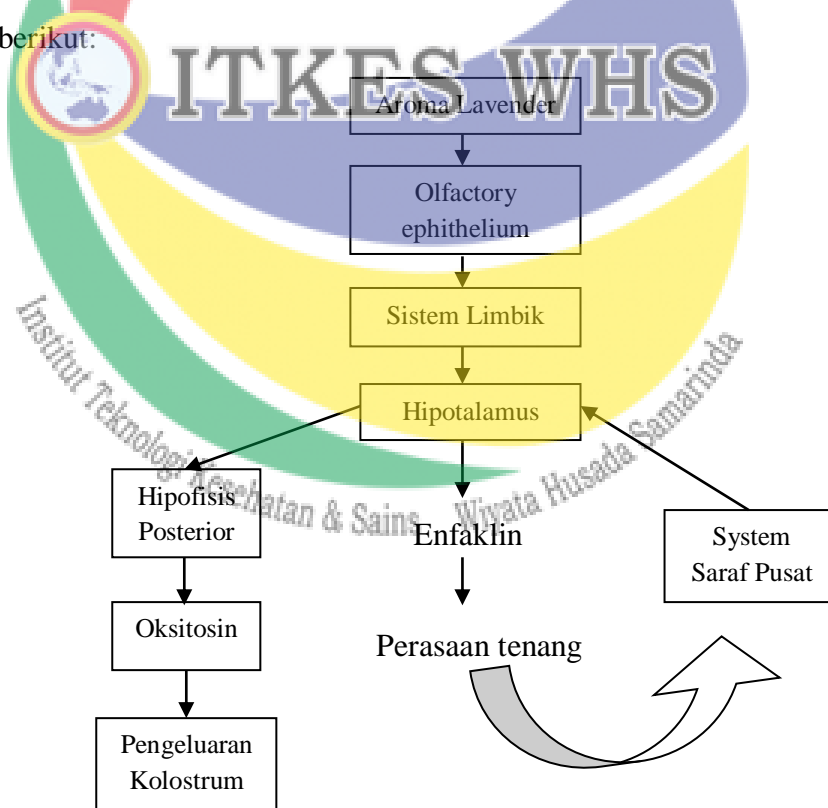 berikut:
ITKES WHS
Aroma Lavender
Olfactory
ephithelium
Sistem Limbik
Hipotalamus
Institut Teknologi Kesehatan & Sains Wiyata Husada Samarinda
Hipofisis
Posterior
Enfaklin
System
Saraf Pusat
Oksitosin
Perasaan tenang
Pengeluaran
Kolostrum